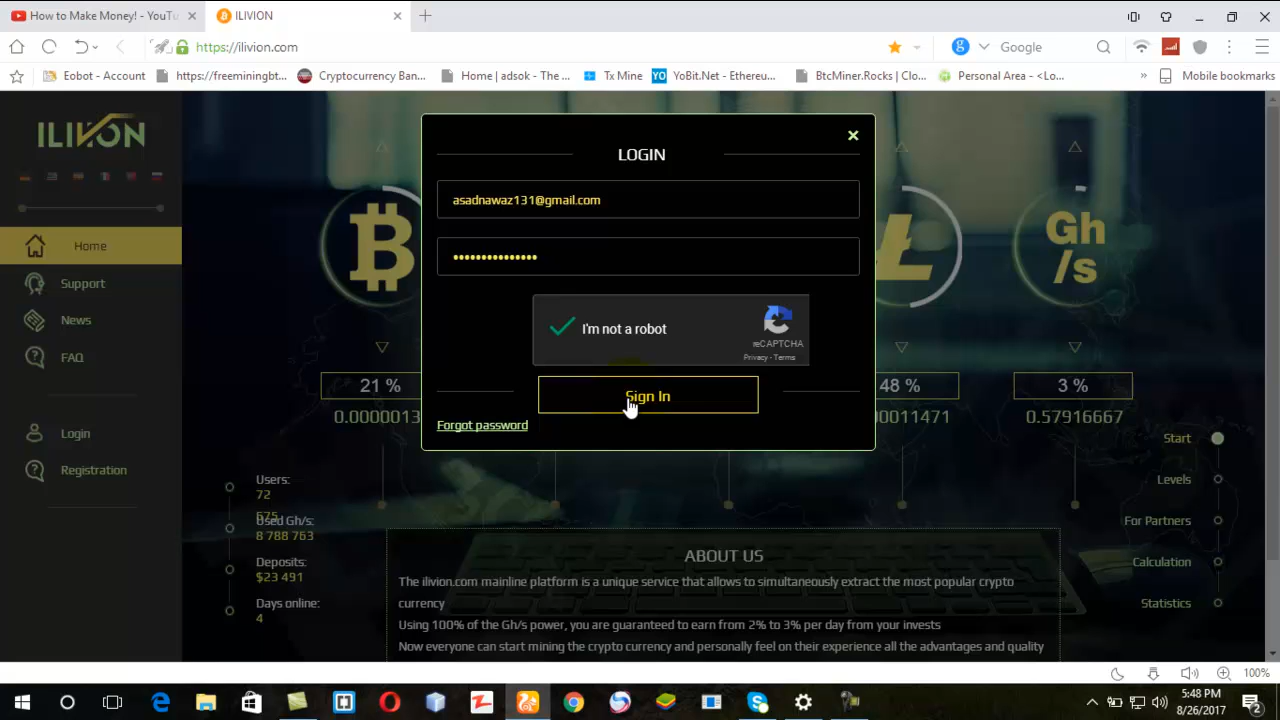 How to Make Money! - YouTu
ILIVION
https://ilivion.com
Google
Eobot - Account
https://freeminingbt...
Cryptocurrency Ban...
Home | adsok - The ...
Tx Mine
YO
YoBit.Net - Ethereu...
BtcMiner.Rocks | Clo...
Personal Area - <Lo...
»
Mobile bookmarks
ILIVION
Home
Support
News
FAQ
Login
Registration
LOGIN
asadnawaz131@gmail.com
•••••••••••••••
I'm not a robot
reCAPTCHA
Privacy - Terms
Sign In
Forgot password
Gh
/s
21 %
0.0000013
48 %
00011471
3 %
0.57916667
Start
Levels
For Partners
Calculation
Statistics
Users:
72
575
Used Gh/s:
8 788 763
Deposits:
$23 491
Days online:
4
ABOUT US
The ilivion.com mainline platform is a unique service that allows to simultaneously extract the most popular crypto
currency
Using 100% of the Gh/s power, you are guaranteed to earn from 2% to 3% per day from your invests
Now everyone can start mining the crypto currency and personally feel on their experience all the advantages and quality
100%
5:48 PM
8/26/2017
2